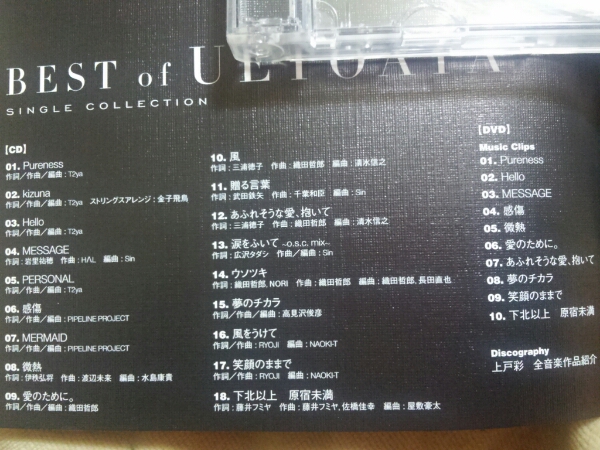 BEST of UETOAYA
SINGLE COLLECTION
【CD】
01. Pureness
作詞／作曲／編曲：T2ya
02. kizuna
作詞／作曲／編曲：T2ya ストリングスアレンジ：金子飛鳥
03. Hello
作詞／作曲／編曲：T2ya
04. MESSAGE
作詞：岩里祐穂 作曲：HAL 編曲：Sin
05. PERSONAL
作詞／作曲／編曲：T2ya
06. 感傷
作詞／作曲／編曲：PIPELINE PROJECT
07. MERMAID
作詞／作曲／編曲：PIPELINE PROJECT
08. 微熱
作詞：伊秩弘将 作曲：渡辺未来 編曲：水島康貴
09. 愛のために。
作詞／作曲／編曲：織田哲郎
10. 風
作詞：三浦徳子 作曲：織田哲郎 編曲：清水信之
11. 贈る言葉
作詞：武田鉄矢 作曲：千葉和臣 編曲：Sin
12. あふれそうな愛、抱いて
作詞：三浦徳子 作曲：織田哲郎 編曲：清水信之
13. 涙をふいて ~o.s.c. mix~
作詞：広沢タダシ 作曲：Sin
14. ウソツキ
作詞：織田哲郎, NORI 作曲：織田哲郎 編曲：織田哲郎, 長田直也
15. 夢のチカラ
作詞／作曲／編曲：高見沢俊彦
16. 風をうけて
作詞／作曲：RYOJI 編曲：NAOKI-T
17. 笑顔のままで
作詞／作曲：RYOJI 編曲：NAOKI-T
18. 下北以上 原宿未満
作詞：藤井フミヤ 作曲：藤井フミヤ, 佐橋佳幸 編曲：屋敷豪太
【DVD】
Music Clips
01. Pureness
02. Hello
03. MESSAGE
04. 感傷
05. 微熱
06. 愛のために。
07. あふれそうな愛、抱いて
08. 夢のチカラ
09. 笑顔のままで
10. 下北以上 原宿未満
Discography
上戸彩 全音楽作品紹介